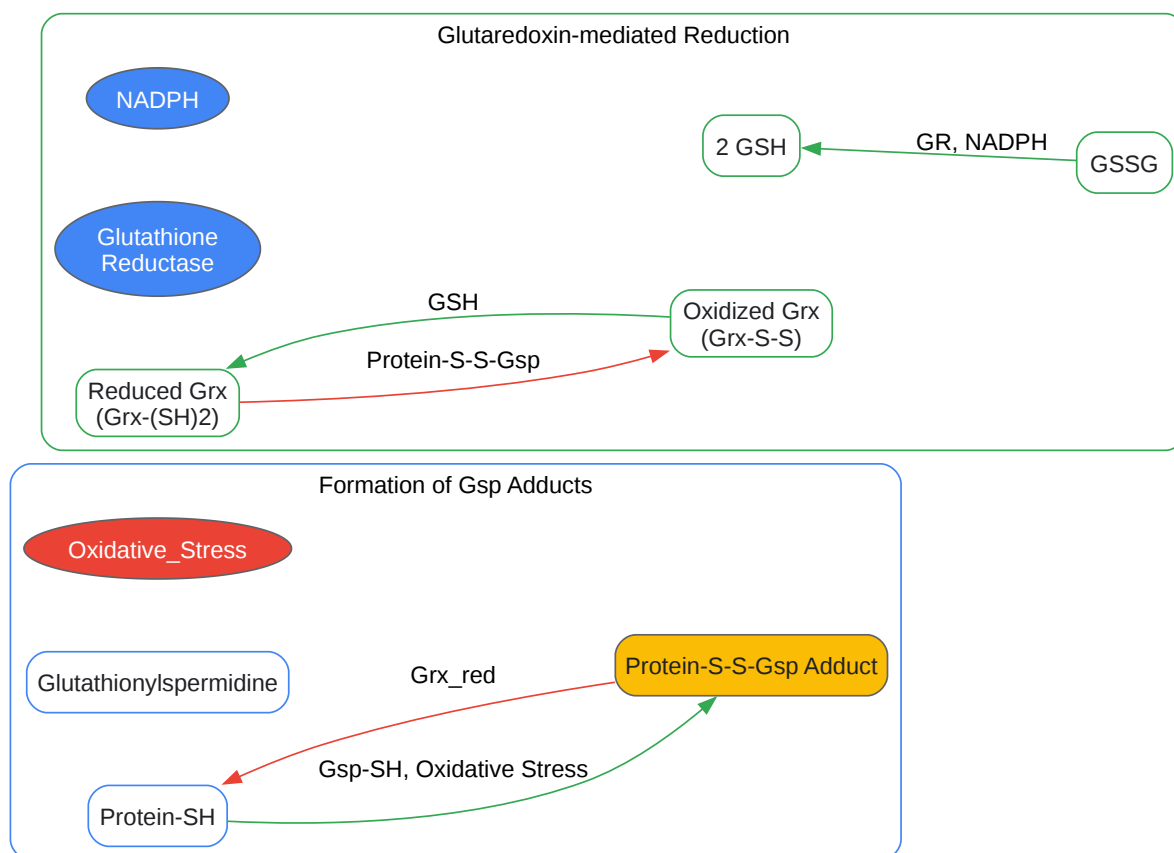 Glutaredoxin-mediated Reduction
NADPH
2 GSH
GR, NADPH
GSSG
Glutathione
Reductase
GSH
Oxidized Grx
(Grx-S-S)
Protein-S-S-Gsp
Reduced Grx
(Grx-(SH)2)
Formation of Gsp Adducts
Oxidative_Stress
Glutathionylspermidine
Grx_red
Protein-S-S-Gsp Adduct
Gsp-SH, Oxidative Stress
Protein-SH